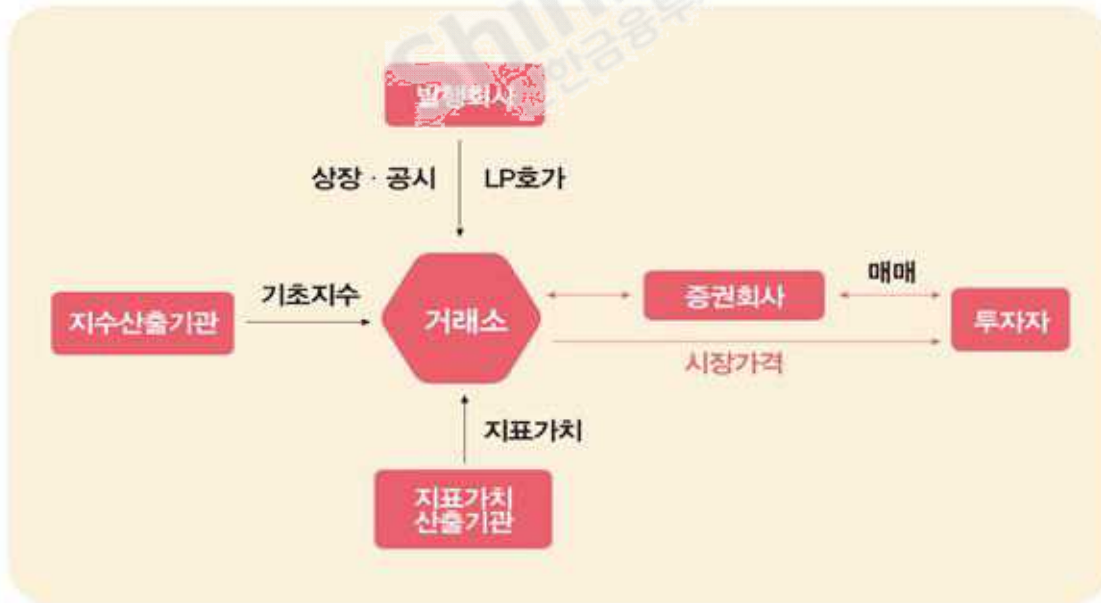 발행회사
상장 · 공시
LP호가
지수산출기관
기초지수
거래소
증권회사
매매
투자자
시장가격
지표가치
지표가치
산출기관